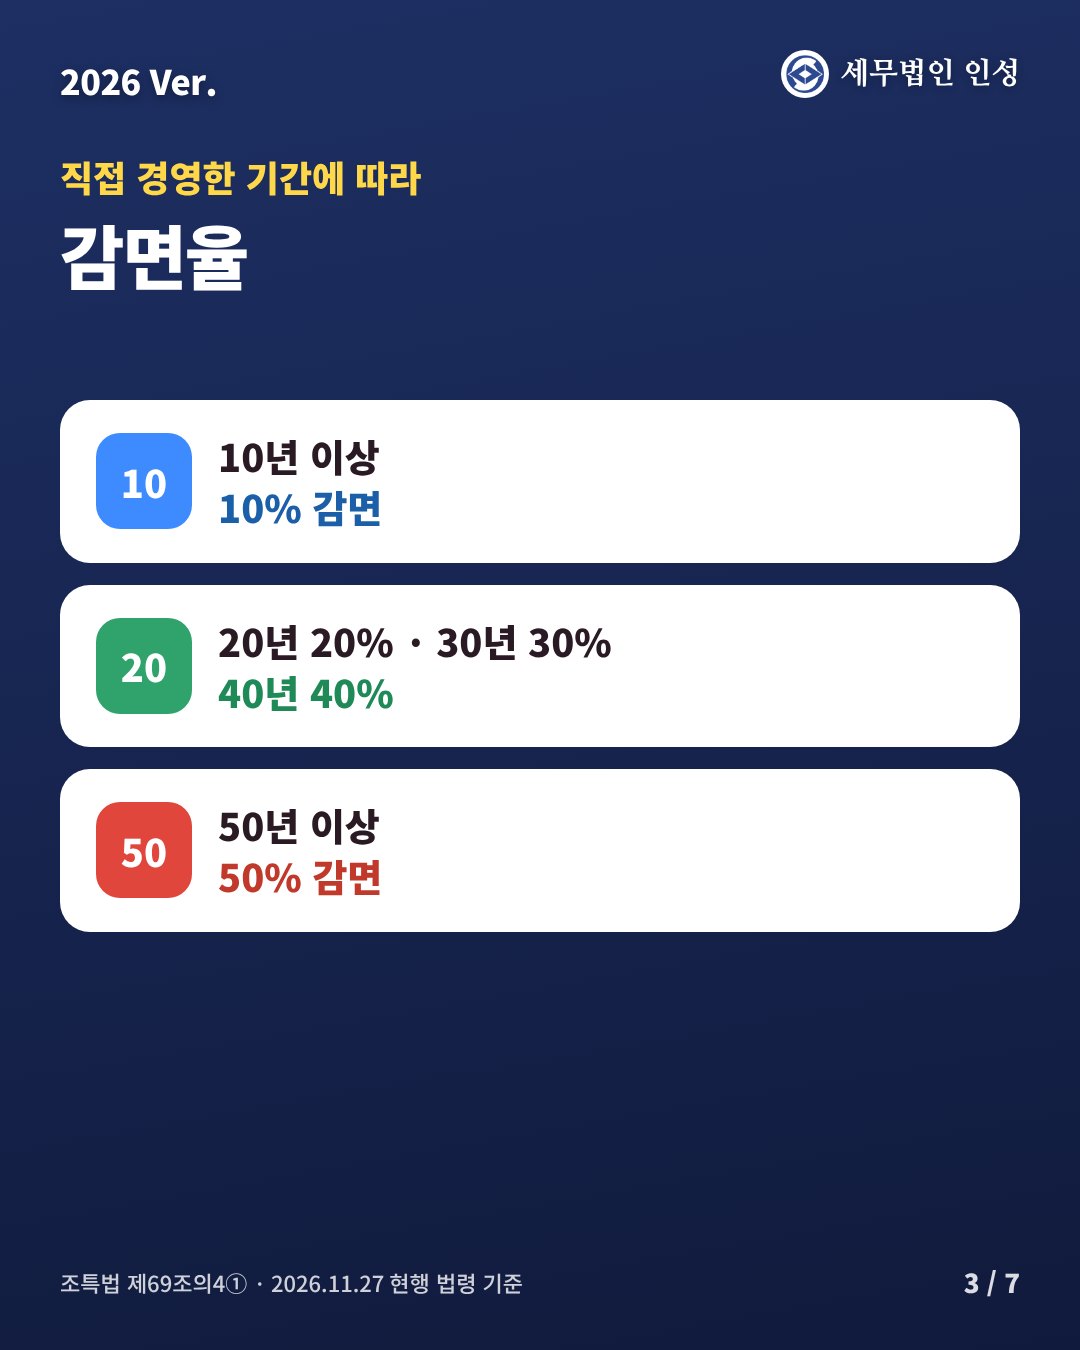 2026 Ver.
세무법인 인성
직접 경영한 기간에 따라
감면율
10
10년 이상
10% 감면
20
20년 20% · 30년 30%
40년 40%
50
50년 이상
50% 감면
조특법 제69조의4① · 2026.11.27 현행 법령 기준
3 / 7